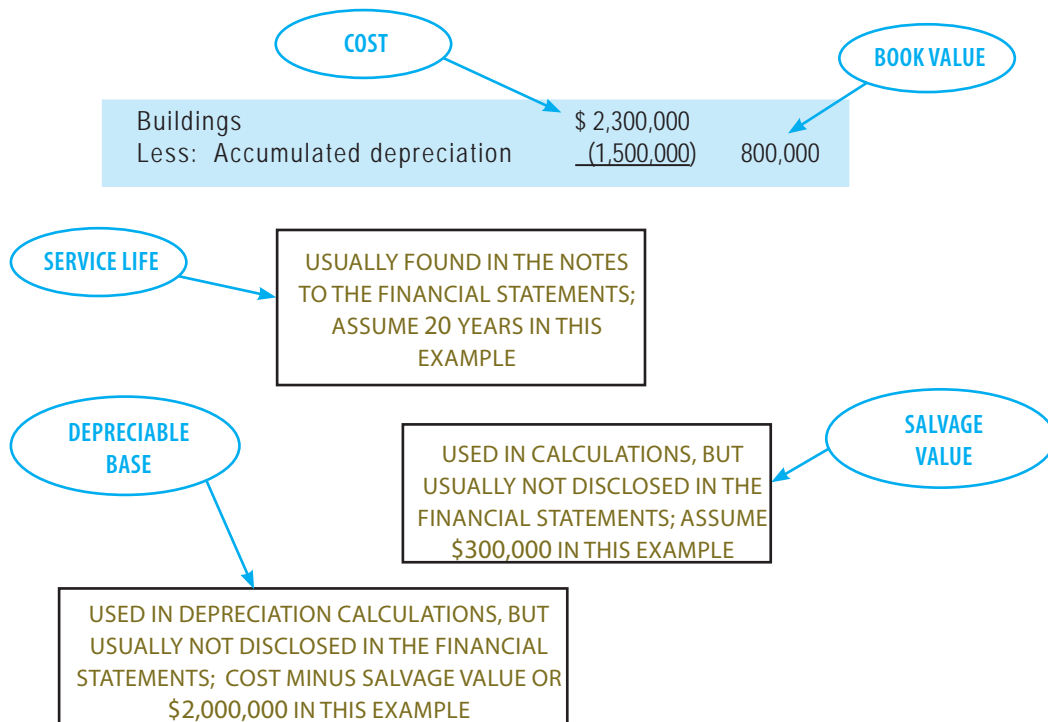 COST
BOOK VALUE
Buildings $ 2,300,000
Less: Accumulated depreciation (1,500,000) 800,000
SERVICE LIFE
USUALLY FOUND IN THE NOTES
TO THE FINANCIAL STATEMENTS;
ASSUME 20 YEARS IN THIS
EXAMPLE
DEPRECIABLE
BASE
SALVAGE
VALUE
USED IN CALCULATIONS, BUT
USUALLY NOT DISCLOSED IN THE
FINANCIAL STATEMENTS; ASSUME
$300,000 IN THIS EXAMPLE
USED IN DEPRECIATION CALCULATIONS, BUT
USUALLY NOT DISCLOSED IN THE FINANCIAL
STATEMENTS; COST MINUS SALVAGE VALUE OR
$2,000,000 IN THIS EXAMPLE